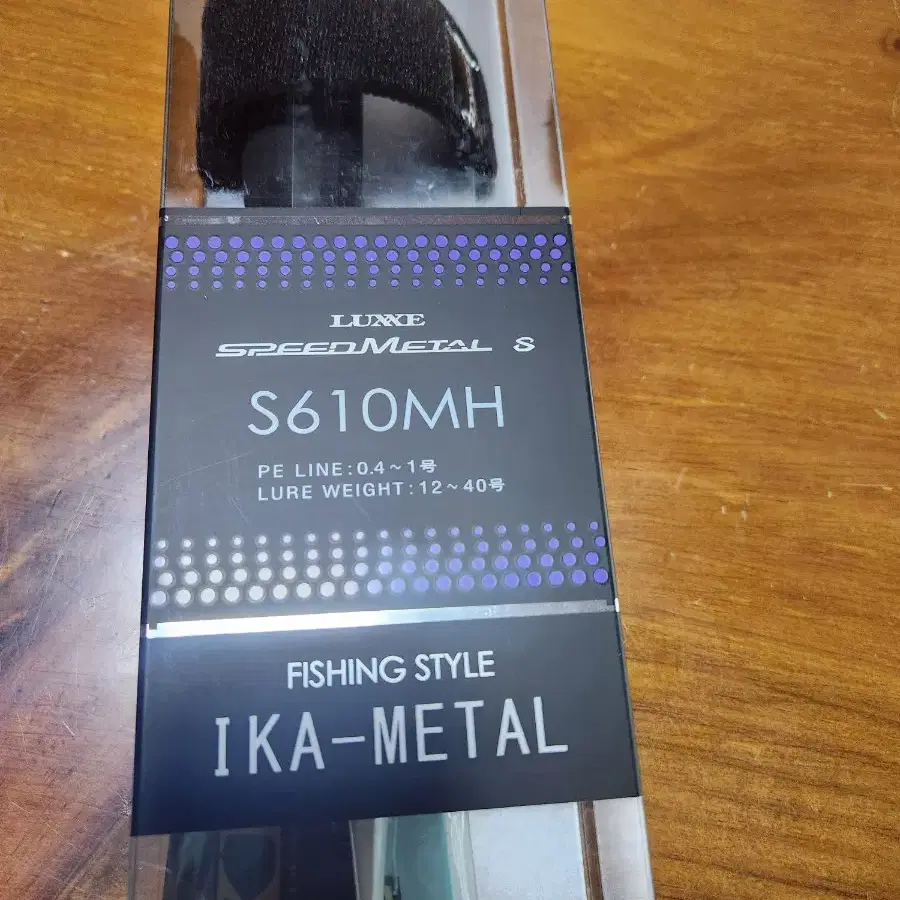 LUXXE
SPEEDMETAL S
S610MH
PE LINE:0.4～1号
LURE WEIGHT:12～40号
FISHING STYLE
IKA-METAL